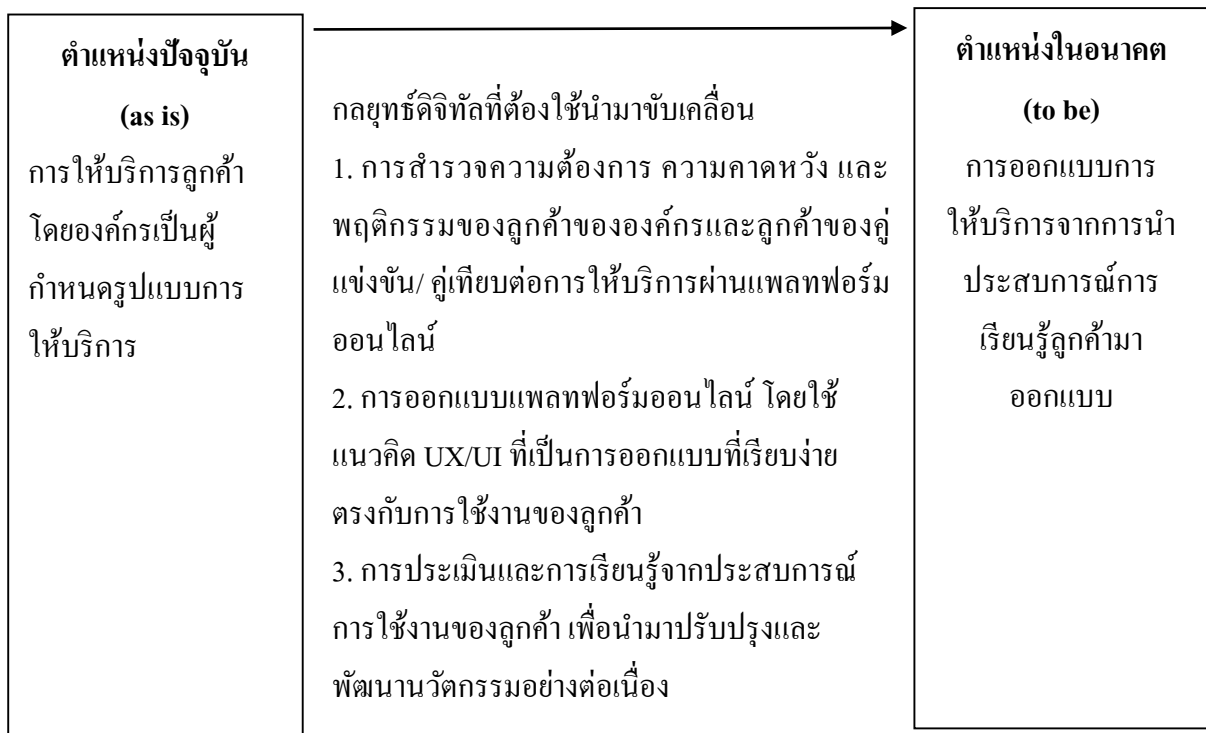 ตำแหน่งปัจจุบัน
(as is)
การให้บริการลูกค้า
โดยองค์กรเป็นผู้
กำหนดรูปแบบการ
ให้บริการ
กลยุทธ์ดิจิทัลที่ต้องใช้นำมาขับเคลื่อน
1. การสำรวจความต้องการ ความคาดหวัง และ
พฤติกรรมของลูกค้าขององค์กรและลูกค้าของคู่
แข่งขัน/ คู่เทียบต่อการให้บริการผ่านแพลทฟอร์ม
ออนไลน์
2. การออกแบบแพลทฟอร์มออนไลน์ โดยใช้
แนวคิด UX/UI ที่เป็นการออกแบบที่เรียบง่าย
ตรงกับการใช้งานของลูกค้า
3. การประเมินและการเรียนรู้จากประสบการณ์
การใช้งานของลูกค้า เพื่อนำมาปรับปรุงและ
พัฒนานวัตกรรมอย่างต่อเนื่อง
ตำแหน่งในอนาคต
(to be)
การออกแบบการ
ให้บริการจากการนำ
ประสบการณ์การ
เรียนรู้ลูกค้ามา
ออกแบบ